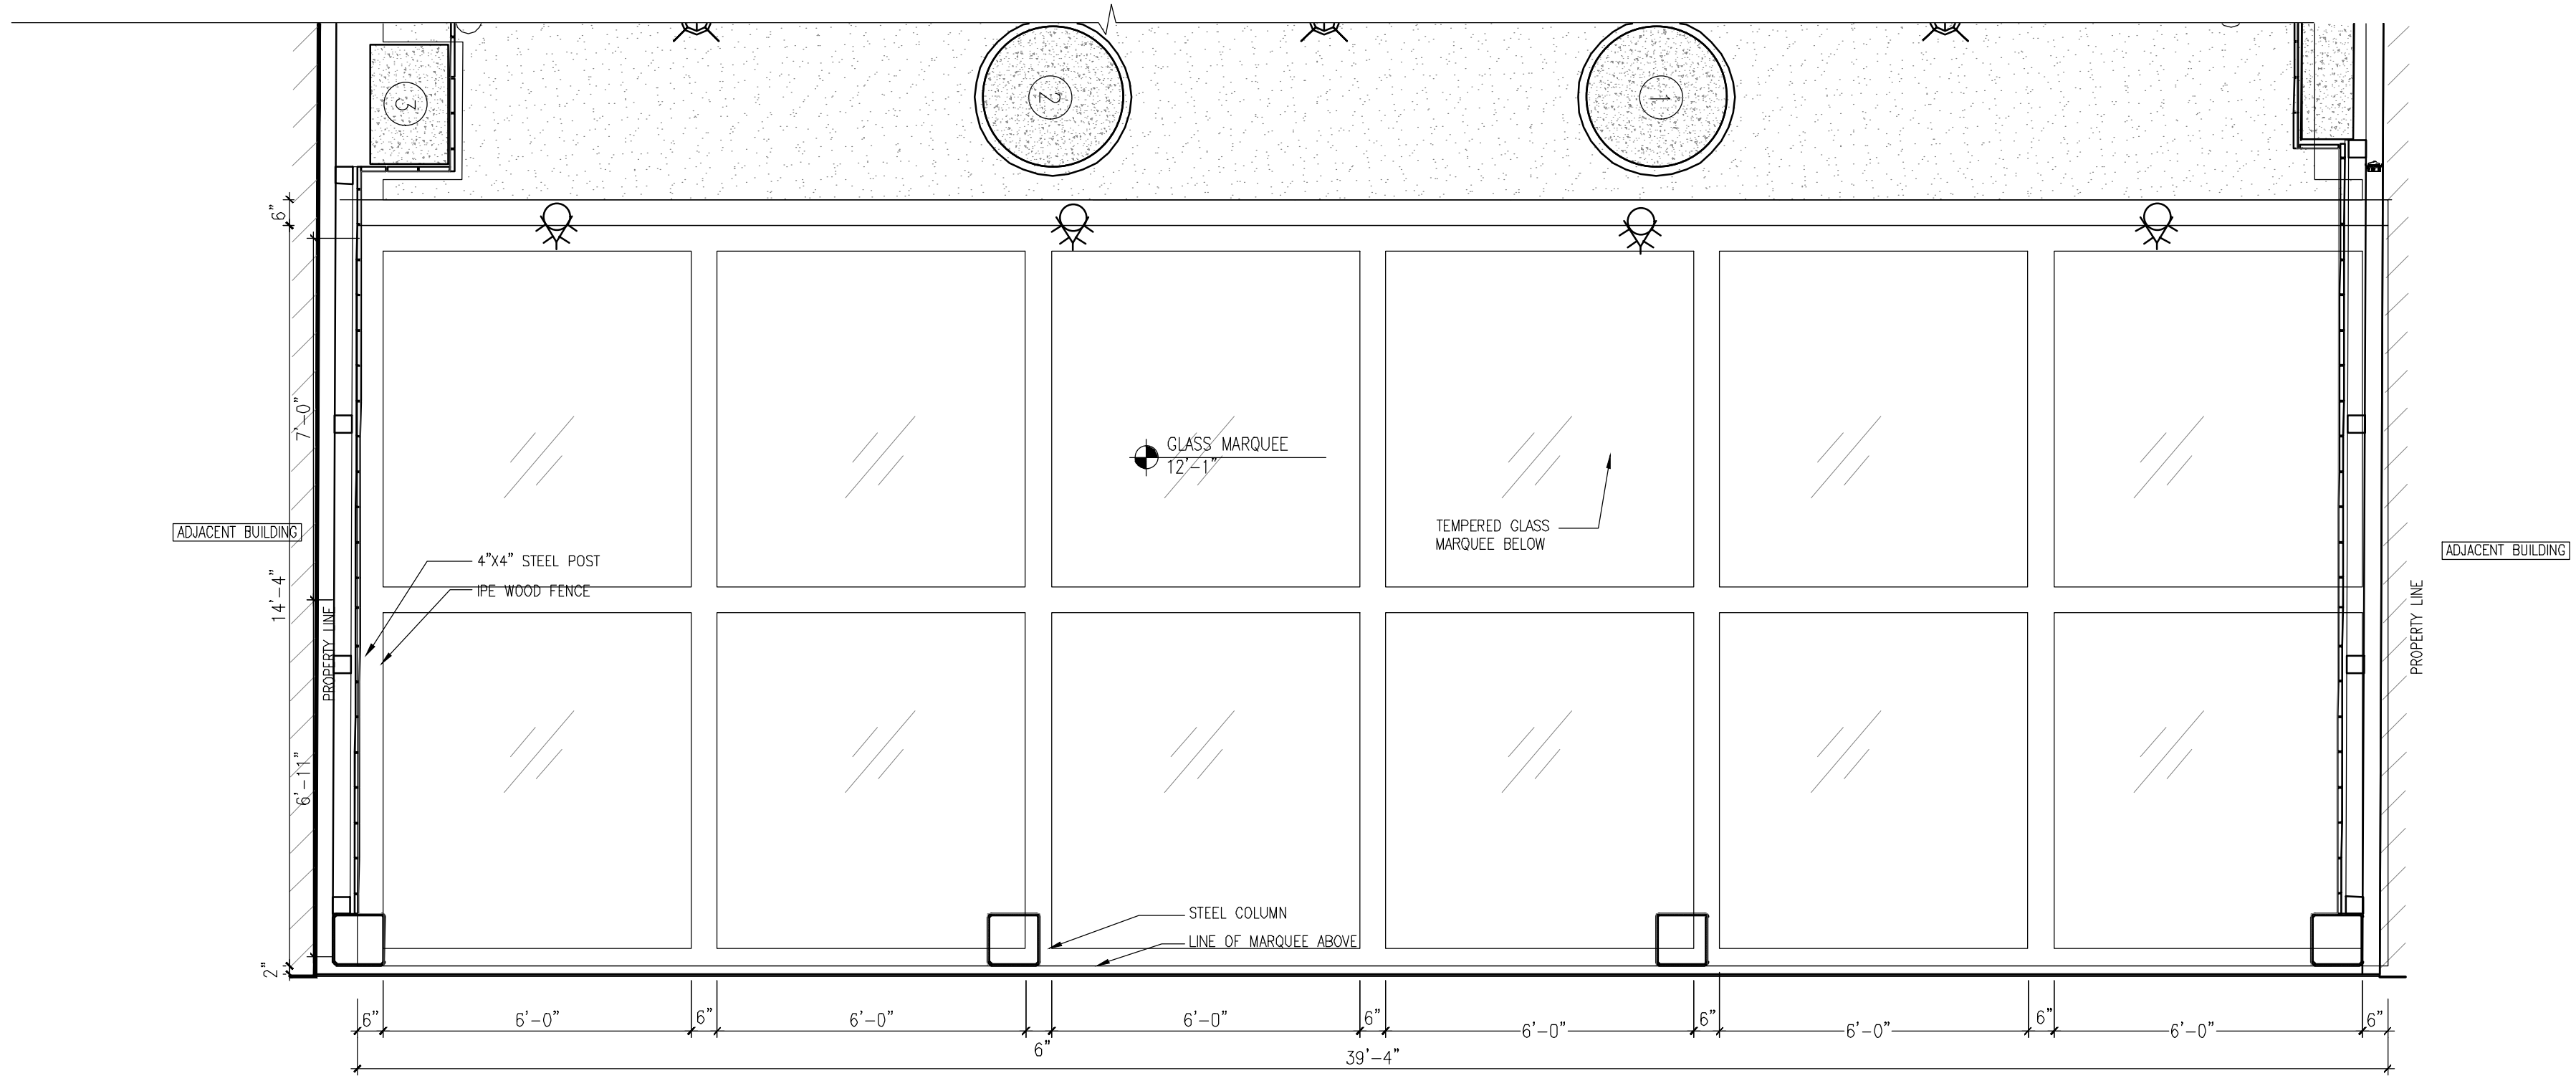 3
2
1
6"
7'-0"
GLASS MARQUEE
12'-1"
TEMPERED GLASS
MARQUEE BELOW
ADJACENT BUILDING
ADJACENT BUILDING
4"X4" STEEL POST
IPE WOOD FENCE
14'-4"
PROPERTY LINE
PROPERTY LINE
6'-11"
STEEL COLUMN
LINE OF MARQUEE ABOVE
2"
6"
6'-0"
6"
6'-0"
6"
6'-0"
6"
6'-0"
6"
6'-0"
6"
6'-0"
6"
39'-4"